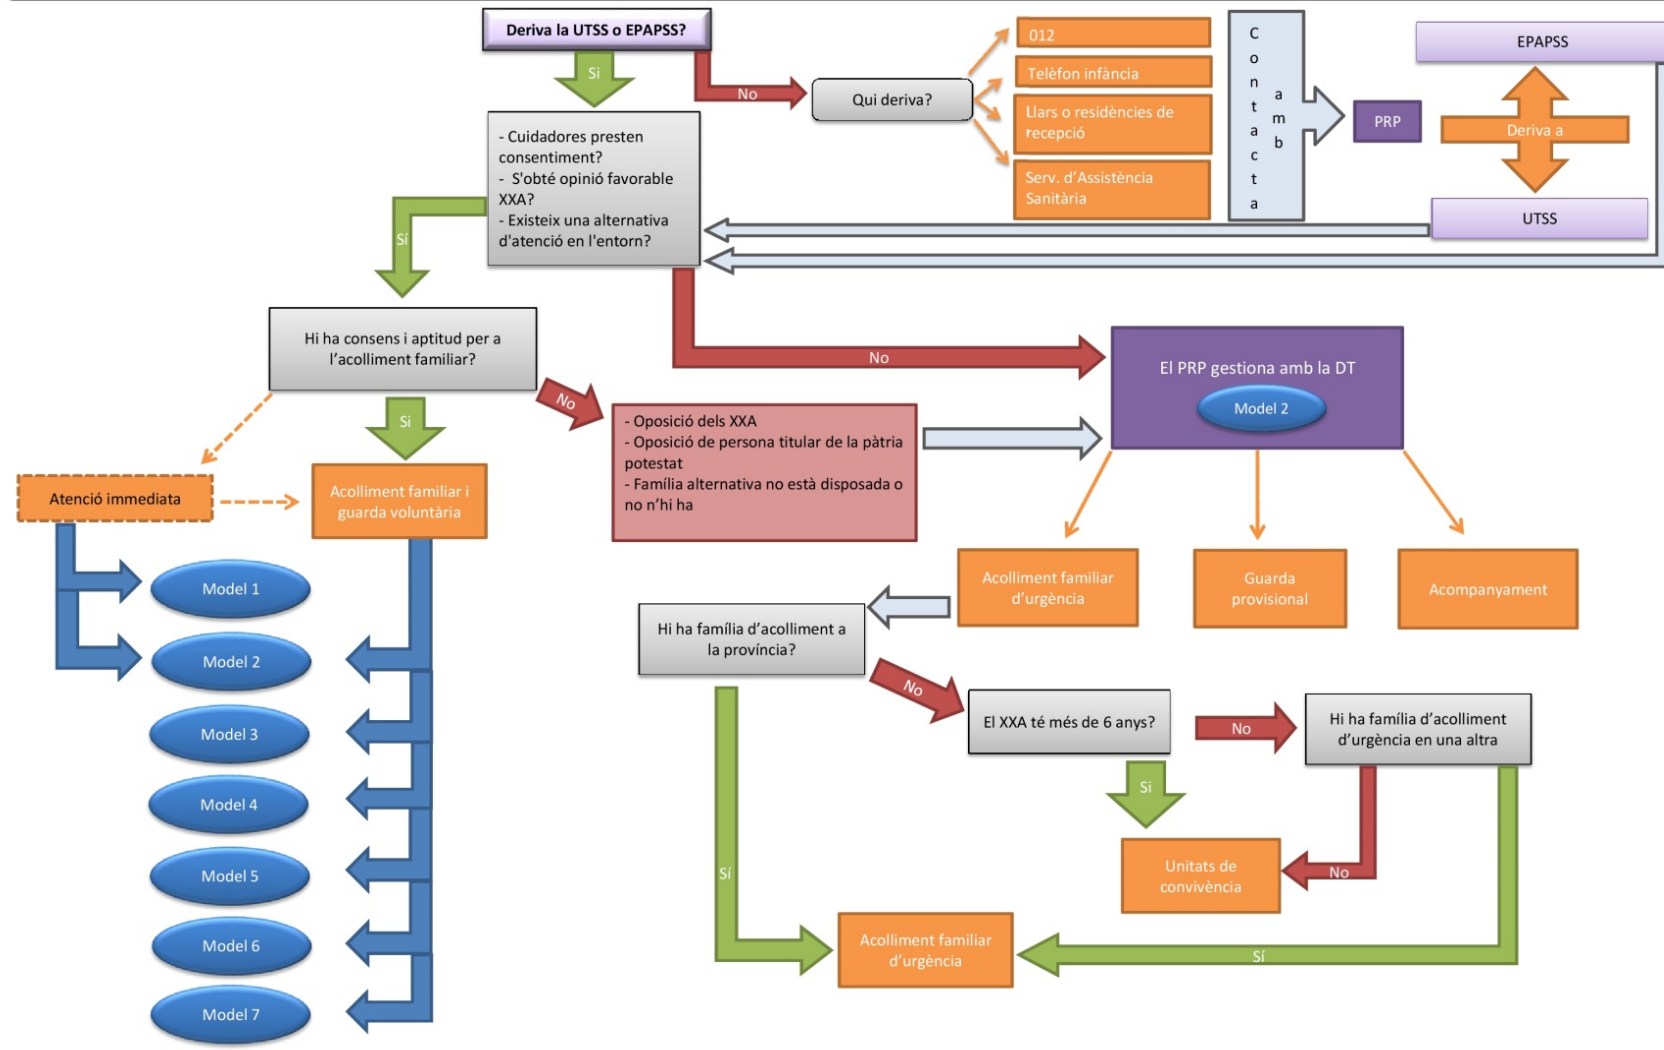 Deriva la UTSS o EPAPSS?
Si
No
Qui deriva?
012
Telèfon infància
Llars o residències de
recepció
Serv. d'Assistència
Sanitària
Contacta
amb
PRP
EPAPSS
Deriva a
UTSS
- Cuidadores presten
consentiment?
- S'obté opinió favorable
XXA?
- Existeix una alternativa
d'atenció en l'entorn?
Sí
No
Hi ha consens i aptitud per a
l'acolliment familiar?
No
Si
- Oposició dels XXA
- Oposició de persona titular de la pàtria
potestat
- Família alternativa no està disposada o
no n'hi ha
El PRP gestiona amb la DT
Model 2
Atenció immediata
Acolliment familiar i
guarda voluntària
Model 1
Model 2
Model 3
Model 4
Model 5
Model 6
Model 7
Acolliment familiar
d'urgència
Guarda
provisional
Acompanyament
Hi ha família d'acolliment a
la província?
No
Sí
El XXA té més de 6 anys?
No
Si
Hi ha família d'acolliment
d'urgència en una altra
No
Sí
Unitats de
convivència
Acolliment familiar
d'urgència